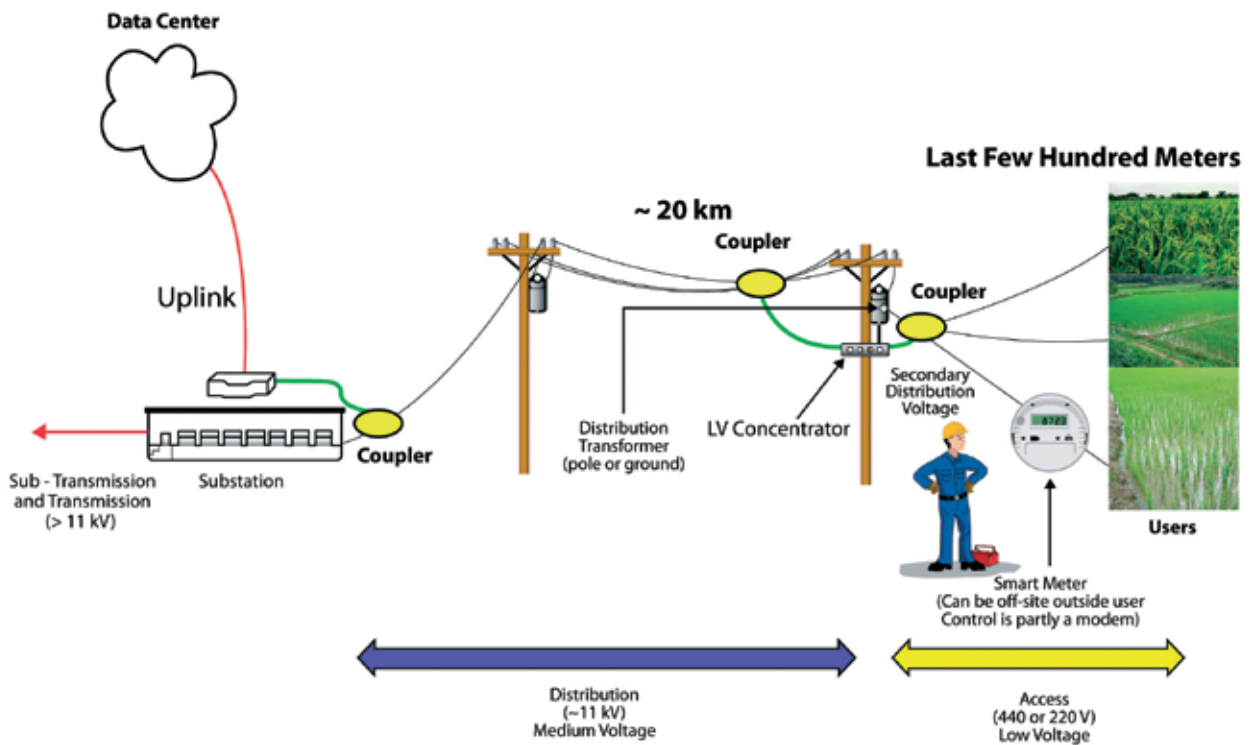 Data Center
Last Few Hundred Meters
~ 20 km
Coupler
Uplink
Coupler
Secondary
Distribution
Voltage
Distribution
Transformer
(pole or ground)
LV Concentrator
8723
Coupler
Sub - Transmission
and Transmission
(> 11 kV)
Substation
Users
Smart Meter
(Can be off-site outside user
Control is partly a modem)
Distribution
(~11 kV)
Medium Voltage
Access
(440 or 220 V)
Low Voltage